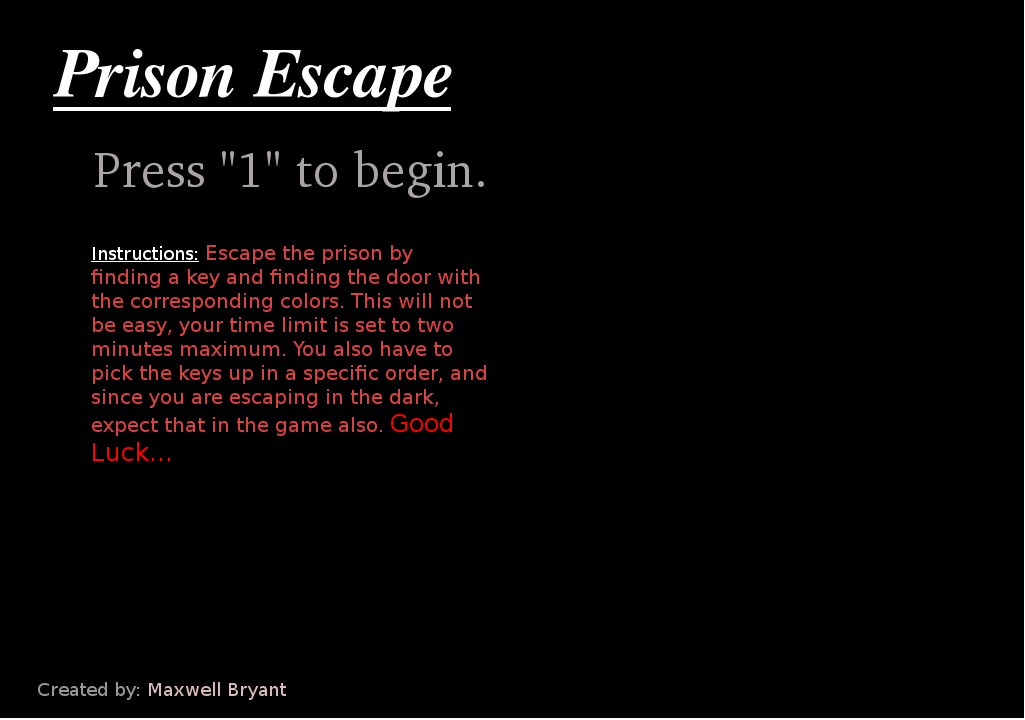 Prison Escape
Press "1" to begin.
Instructions: Escape the prison by
finding a key and finding the door with
the corresponding colors. This will not
be easy, your time limit is set to two
minutes maximum. You also have to
pick the keys up in a specific order, and
since you are escaping in the dark,
expect that in the game also. Good
Luck...
Created by: Maxwell Bryant